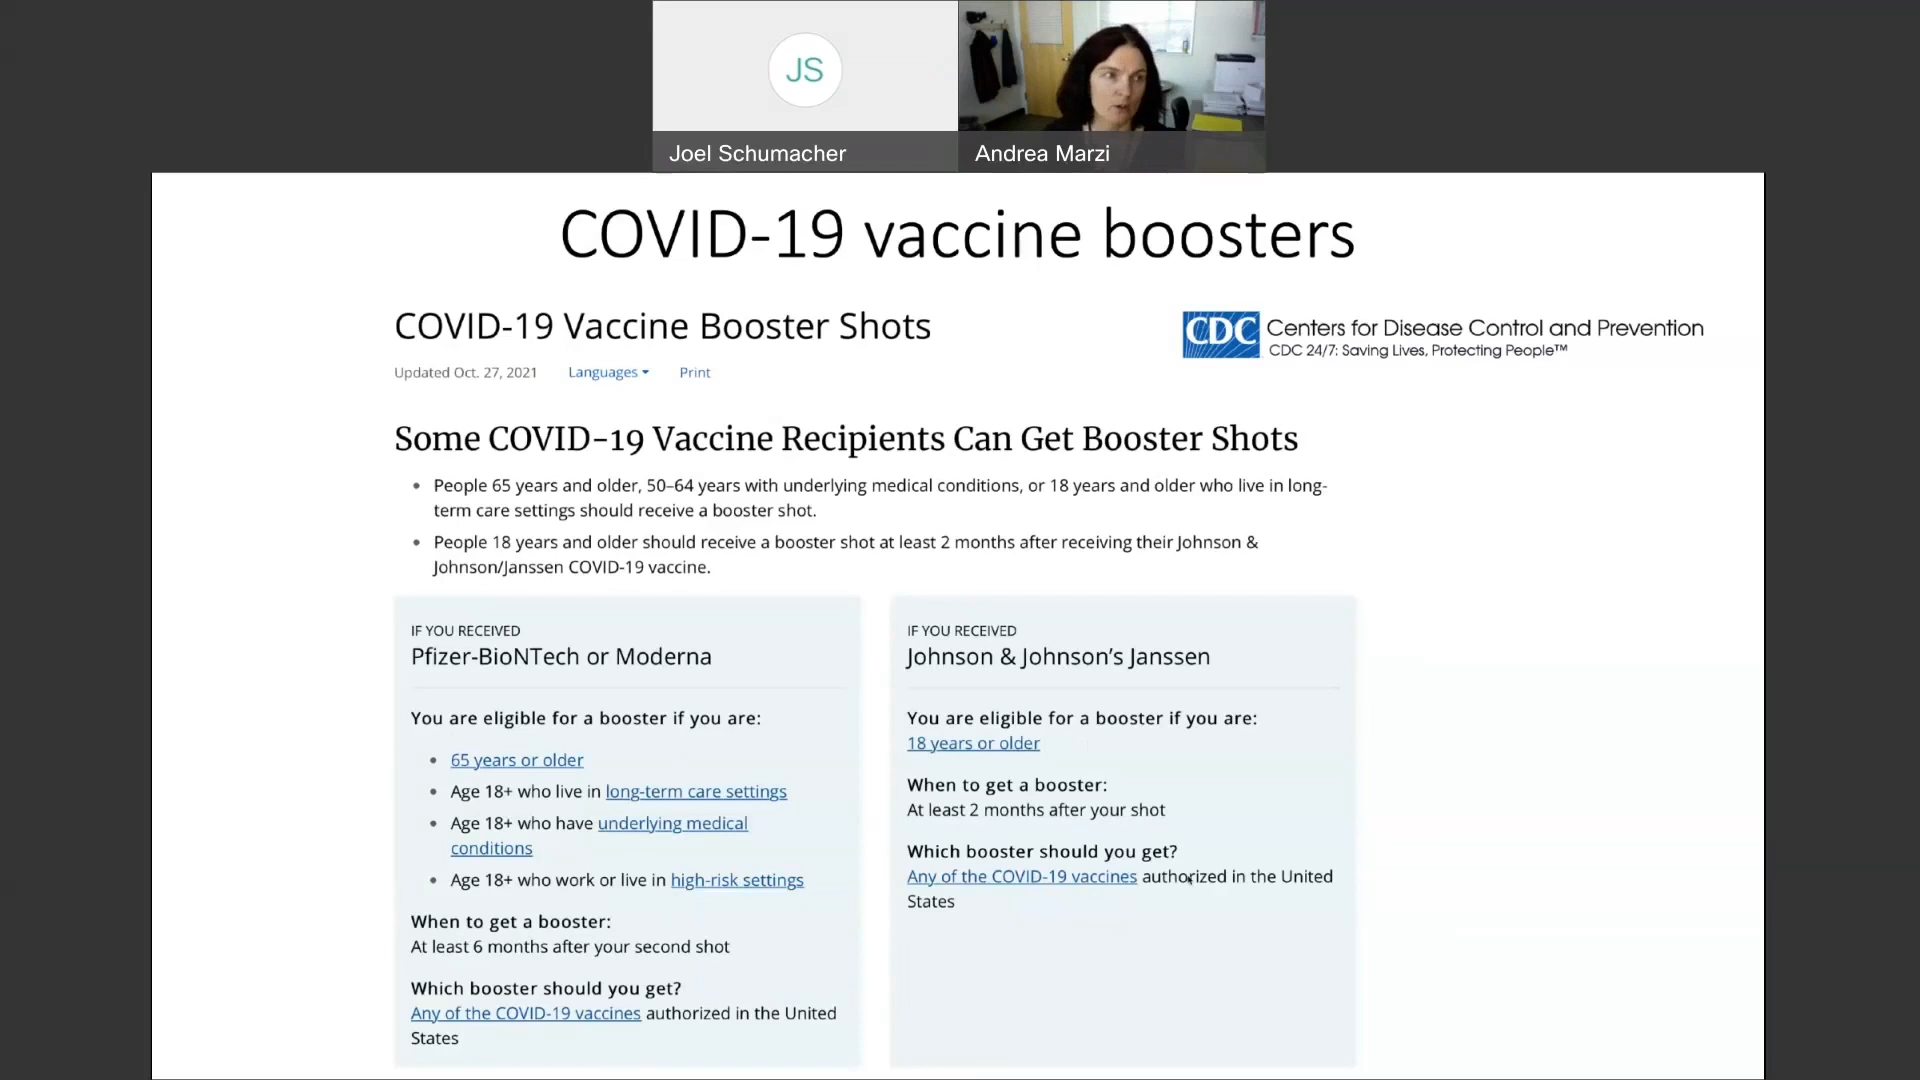 JS
Joel Schumacher
Andrea Marzi
COVID-19 vaccine boosters
COVID-19 Vaccine Booster Shots
Updated Oct. 27, 2021 Languages Print
CDC Centers for Disease Control and Prevention
CDC 24/7: Saving Lives, Protecting People™
Some COVID-19 Vaccine Recipients Can Get Booster Shots
• People 65 years and older, 50–64 years with underlying medical conditions, or 18 years and older who live in long-
term care settings should receive a booster shot.
• People 18 years and older should receive a booster shot at least 2 months after receiving their Johnson &
Johnson/Janssen COVID-19 vaccine.
IF YOU RECEIVED
Pfizer-BioNTech or Moderna
You are eligible for a booster if you are:
• 65 years or older
• Age 18+ who live in long-term care settings
• Age 18+ who have underlying medical
conditions
• Age 18+ who work or live in high-risk settings
When to get a booster:
At least 6 months after your second shot
Which booster should you get?
Any of the COVID-19 vaccines authorized in the United
States
IF YOU RECEIVED
Johnson & Johnson's Janssen
You are eligible for a booster if you are:
18 years or older
When to get a booster:
At least 2 months after your shot
Which booster should you get?
Any of the COVID-19 vaccines authorized in the United
States